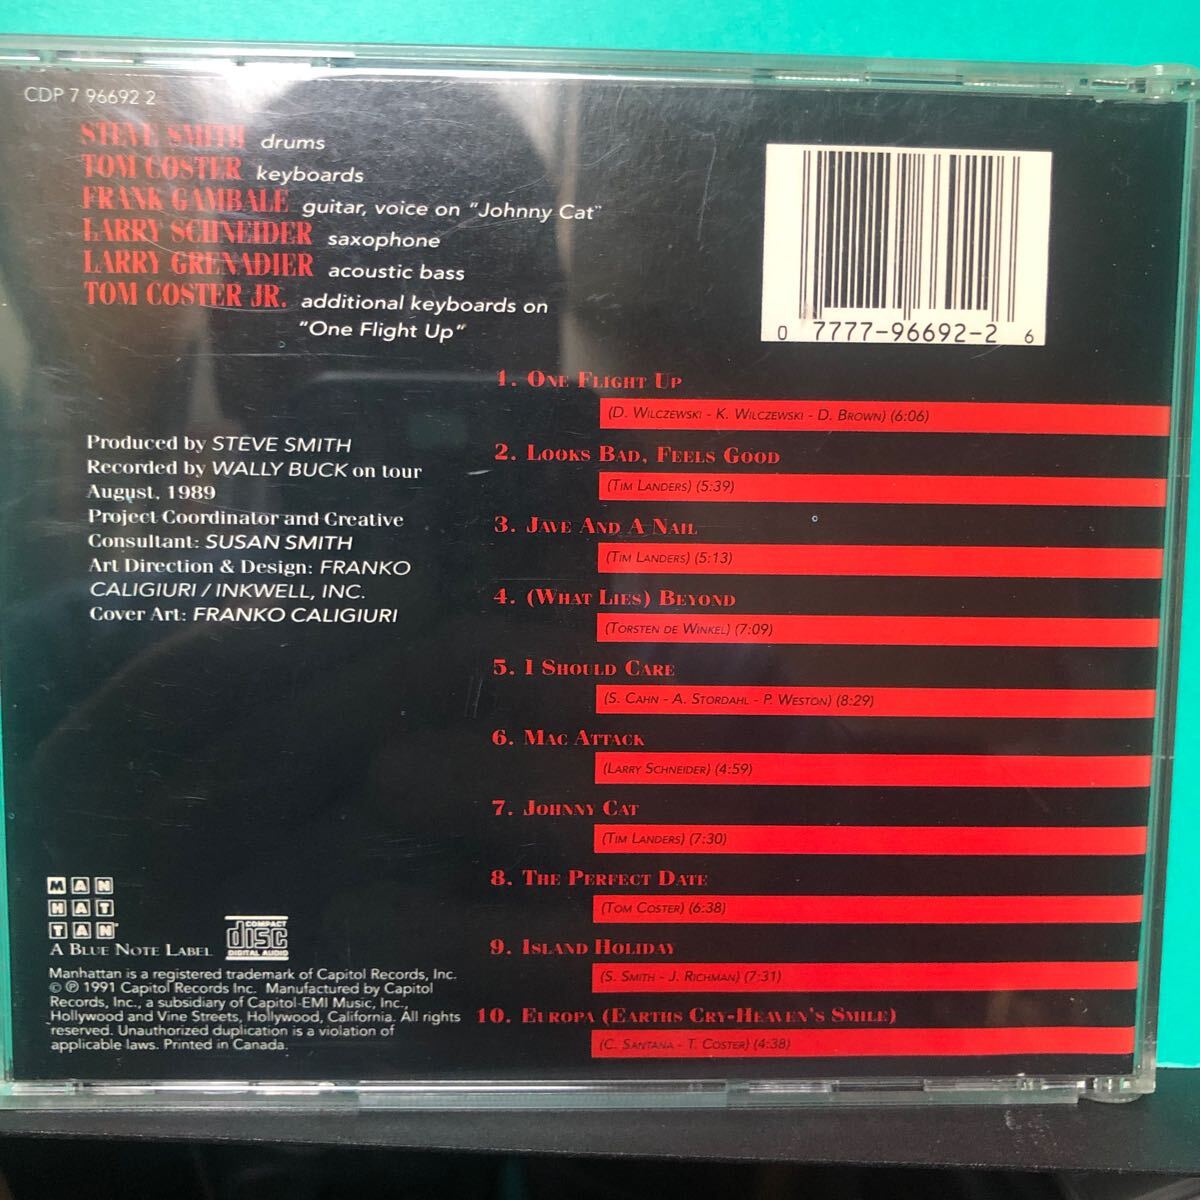 CDP 7 96692 2
STEVE SMITH drums
TOM COSTER keyboards
FRANK GAMBALE guitar, voice on "Johnny Cat"
LARRY SCHNEIDER saxophone
LARRY GRENADIER acoustic bass
TOM COSTER JR. additional keyboards on
"One Flight Up"
0 7777-96692-2 6
Produced by STEVE SMITH
Recorded by WALLY BUCK on tour
August, 1989
Project Coordinator and Creative
Consultant: SUSAN SMITH
Art Direction & Design: FRANKO
CALIGIURI / INKWELL, INC.
Cover Art: FRANKO CALIGIURI
1. ONE FLIGHT UP
(D. WILCZEWSKI - K. WILCZEWSKI - D. BROWN) (6:06)
2. LOOKS BAD, FEELS GOOD
(TIM LANDERS) (5:39)
3. JAVE AND A NAIL
(TIM LANDERS) (5:13)
4. (WHAT LIES) BEYOND
(TORSTEN DE WINKEL) (7:09)
5. I SHOULD CARE
(S. CAHN - A. STORDAHL - P. WESTON) (8:29)
6. MAC ATTACK
(LARRY SCHNEIDER) (4:59)
7. JOHNNY CAT
(TIM LANDERS) (7:30)
8. THE PERFECT DATE
(TOM COSTER) (6:38)
9. ISLAND HOLIDAY
(S. SMITH - J. RICHMAN) (7:31)
10. EUROPA (EARTHS CRY-HEAVEN'S SMILE)
(C. SANTANA - T. COSTER) (4:38)
MAN
HAT
TAN
A BLUE NOTE LABEL
COMPACT
disc
DIGITAL AUDIO
Manhattan is a registered trademark of Capitol Records, Inc.
© ℗ 1991 Capitol Records Inc. Manufactured by Capitol
Records, Inc., a subsidiary of Capitol-EMI Music, Inc.,
Hollywood and Vine Streets, Hollywood, California. All rights
reserved. Unauthorized duplication is a violation of
applicable laws. Printed in Canada.